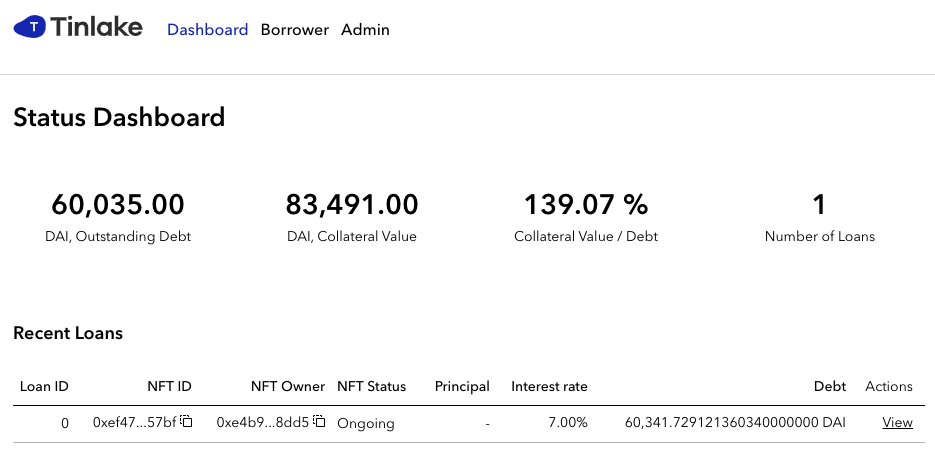 T Tinlake Dashboard Borrower Admin
Status Dashboard
60,035.00 83,491.00 139.07 % 1
DAI, Outstanding Debt DAI, Collateral Value Collateral Value / Debt Number of Loans
Recent Loans
Loan ID NFT ID NFT Owner NFT Status Principal Interest rate Debt Actions
0 0xef47...57bf 0xe4b9...8dd5 Ongoing - 7.00% 60,341.729121360340000000 DAI View